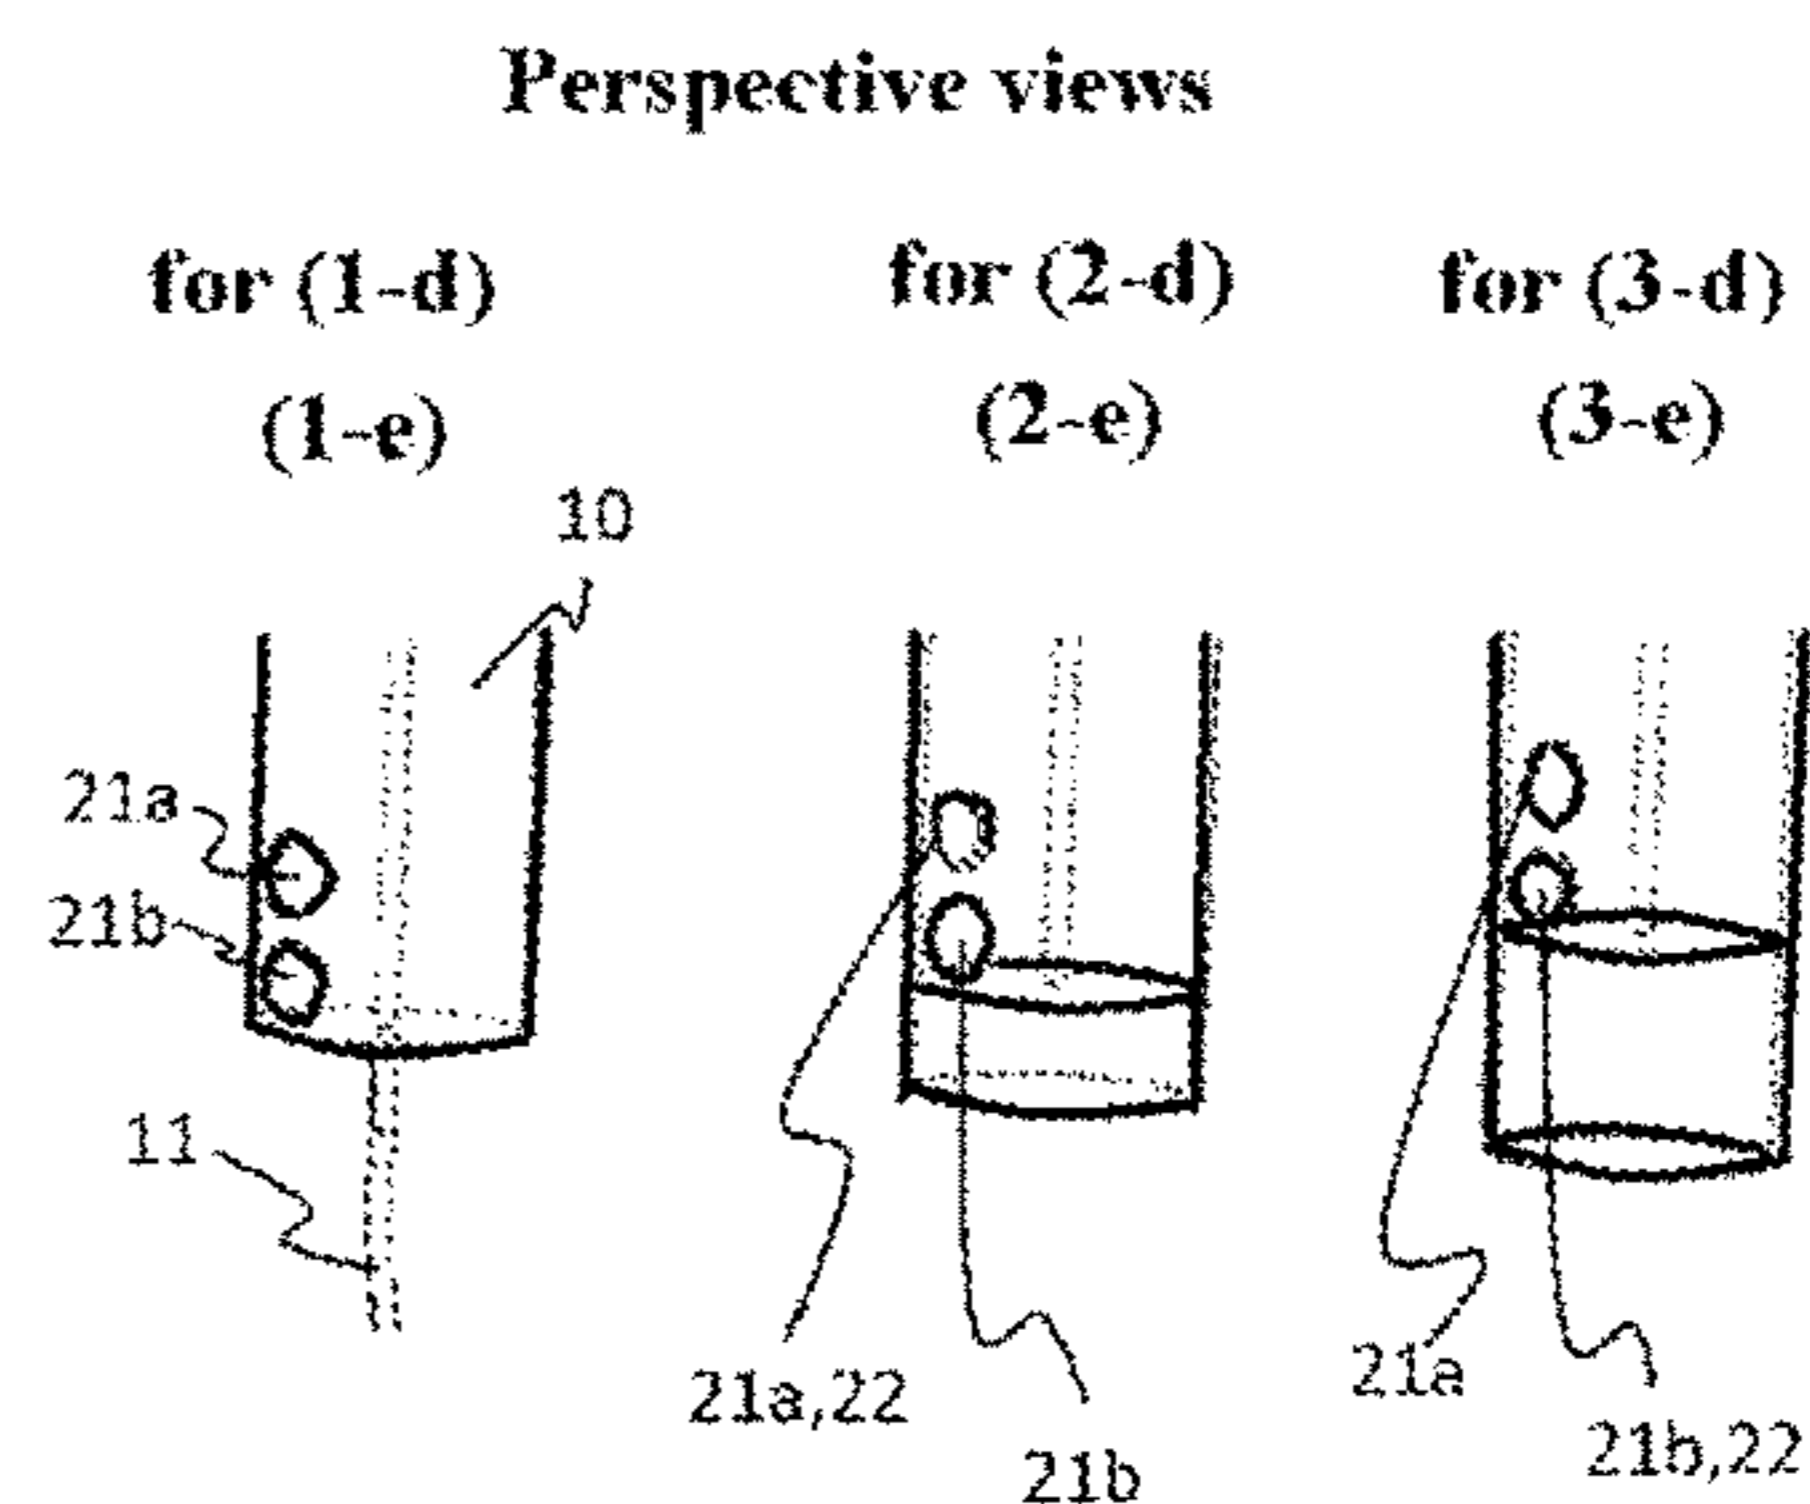 Perspective views
for (1-d) for (2-d) for (3-d)
(1-e) (2-e) (3-e)
10
21a
21b
11
21a,22
21b
21a
21b,22